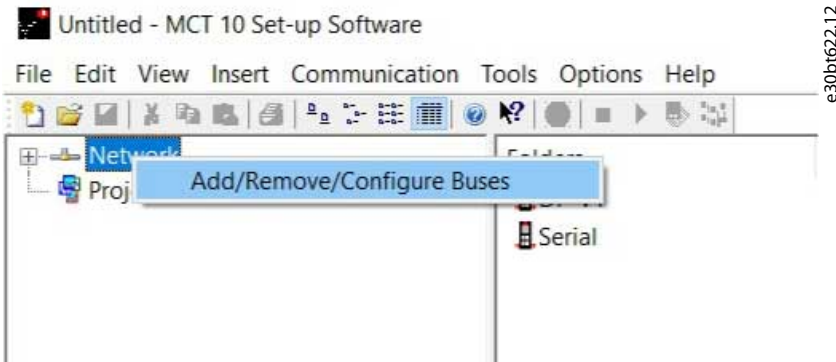 Untitled - MCT 10 Set-up Software
File Edit View Insert Communication Tools Options Help
Network
Add/Remove/Configure Buses
Serial
e30bt622.12